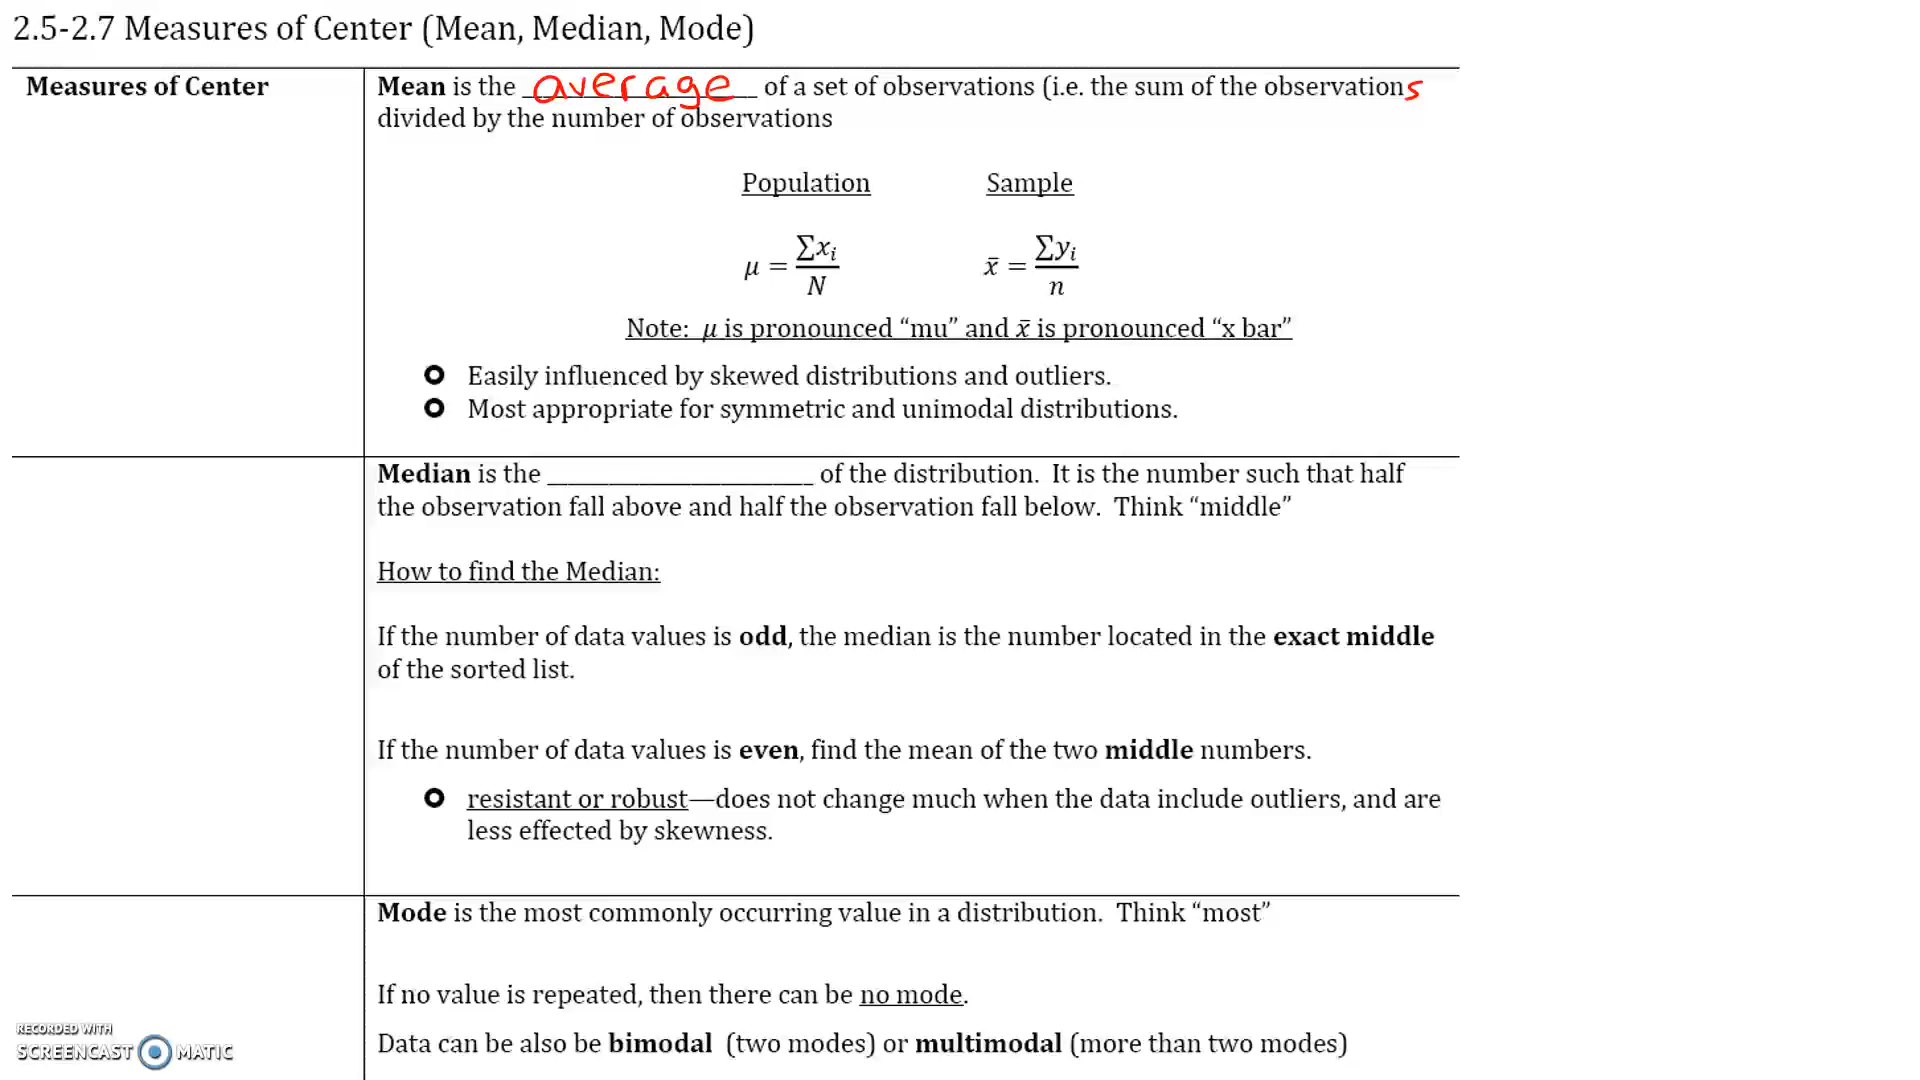 2.5-2.7 Measures of Center (Mean, Median, Mode)
Measures of Center
Mean is the average of a set of observations (i.e. the sum of the observations
divided by the number of observations
Population Sample
μ = ∑xᵢ / N x̄ = ∑yᵢ / n
Note: μ is pronounced “mu” and x̄ is pronounced “x bar”
Easily influenced by skewed distributions and outliers.
Most appropriate for symmetric and unimodal distributions.
Median is the ____________________ of the distribution. It is the number such that half
the observation fall above and half the observation fall below. Think “middle”
How to find the Median:
If the number of data values is odd, the median is the number located in the exact middle
of the sorted list.
If the number of data values is even, find the mean of the two middle numbers.
resistant or robust—does not change much when the data include outliers, and are
less effected by skewness.
Mode is the most commonly occurring value in a distribution. Think “most”
If no value is repeated, then there can be no mode.
Data can be also be bimodal (two modes) or multimodal (more than two modes)
RECORDED WITH
SCREENCAST MATIC